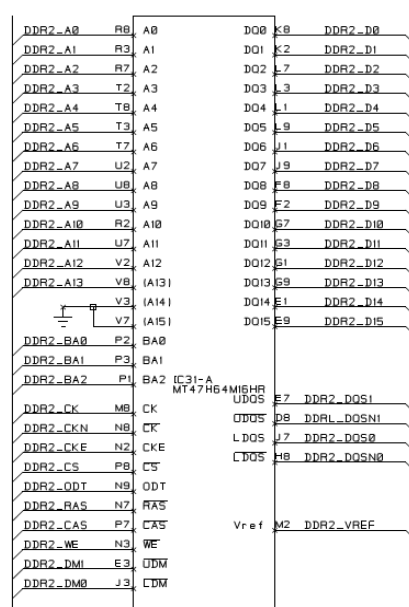 DDR2_A0 R8 A0 DQ0 K8 DDR2_D0
DDR2_A1 R3 A1 DQ1 K2 DDR2_D1
DDR2_A2 R7 A2 DQ2 L7 DDR2_D2
DDR2_A3 T2 A3 DQ3 L3 DDR2_D3
DDR2_A4 T8 A4 DQ4 L1 DDR2_D4
DDR2_A5 T3 A5 DQ5 L9 DDR2_D5
DDR2_A6 T7 A6 DQ6 J1 DDR2_D6
DDR2_A7 U2 A7 DQ7 J9 DDR2_D7
DDR2_A8 U8 A8 DQ8 F8 DDR2_D8
DDR2_A9 U3 A9 DQ9 F2 DDR2_D9
DDR2_A10 R2 A10 DQ10 G7 DDR2_D10
DDR2_A11 U7 A11 DQ11 G3 DDR2_D11
DDR2_A12 V2 A12 DQ12 G1 DDR2_D12
DDR2_A13 V8 (A13) DQ13 G9 DDR2_D13
V3 (A14) DQ14 E1 DDR2_D14
V7 (A15) DQ15 E9 DDR2_D15
DDR2_BA0 P2 BA0
DDR2_BA1 P3 BA1
DDR2_BA2 P1 BA2 IC31-A
MT47H64M16HR
UDQS E7 DDR2_DQS1
DDR2_CK M8 CK UDQS D8 DDRL_DQSN1
DDR2_CKN N8 CK LDQS J7 DDR2_DQS0
DDR2_CKE N2 CKE LDQS H8 DDR2_DQSN0
DDR2_CS P8 CS
DDR2_ODT N9 ODT
DDR2_RAS N7 RAS
DDR2_CAS P7 CAS Vref M2 DDR2_VREF
DDR2_WE N3 WE
DDR2_DM1 E3 UDM
DDR2_DM0 J3 LDM